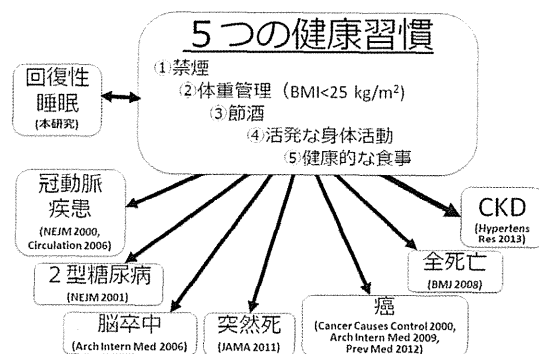 ５つの健康習慣
①禁煙
②体重管理（BMI<25 kg/m²)
③節酒
④活発な身体活動
⑤健康的な食事
回復性
睡眠
(本研究)
冠動脈
疾患
(NEJM 2000,
Circulation 2006)
２型糖尿病
(NEJM 2001)
脳卒中
(Arch Intern Med 2006)
突然死
(JAMA 2011)
癌
(Cancer Causes Control 2000,
Arch Intern Med 2009,
Prev Med 2012)
全死亡
(BMJ 2008)
CKD
(Hypertens
Res 2013)